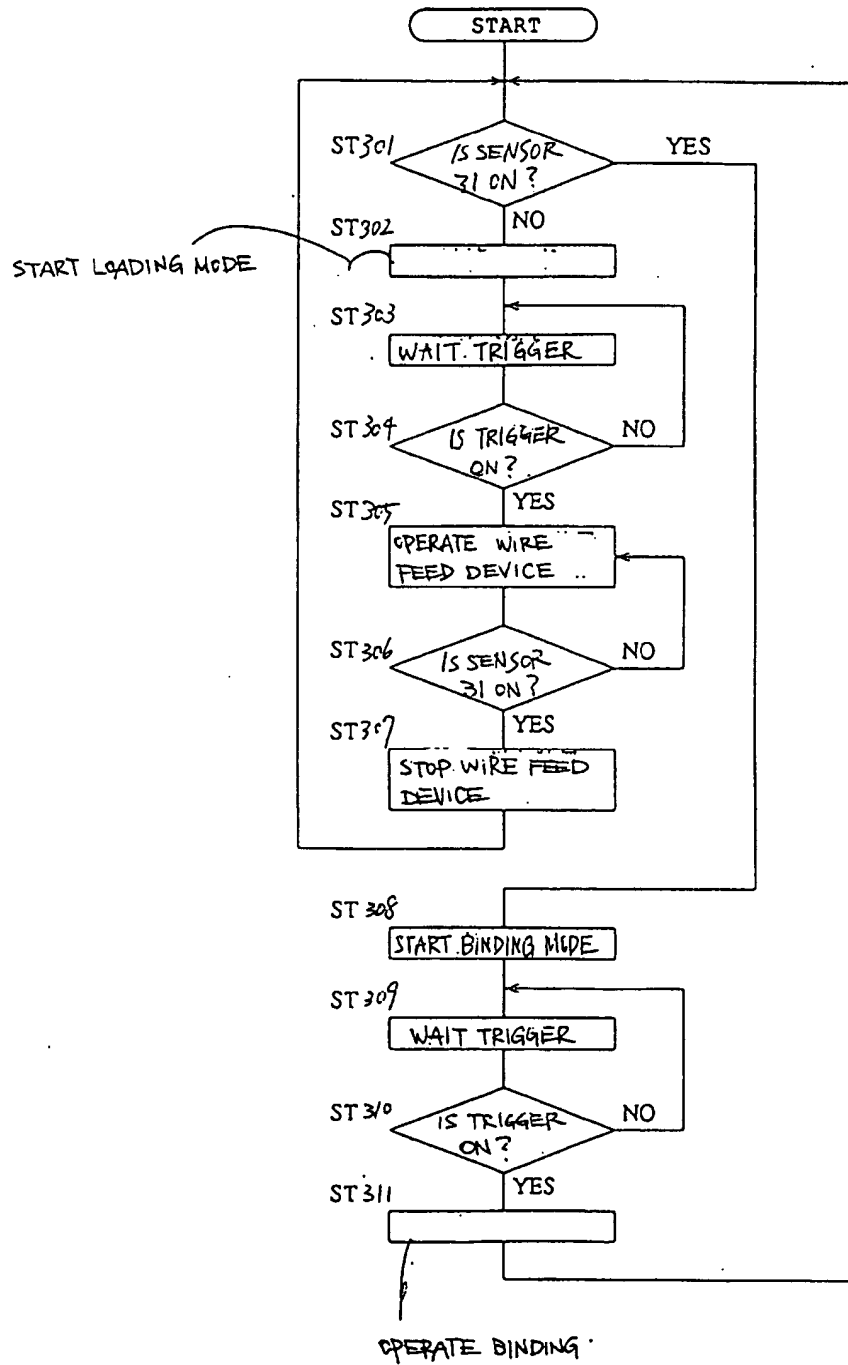 START
ST301
IS SENSOR
31 ON?
YES
NO
ST302
START LOADING MODE
ST303
WAIT TRIGGER
ST304
IS TRIGGER
ON?
NO
YES
ST305
OPERATE WIRE
FEED DEVICE
ST306
IS SENSOR
31 ON?
NO
YES
ST307
STOP WIRE FEED
DEVICE
ST308
START BINDING MODE
ST309
WAIT TRIGGER
ST310
IS TRIGGER
ON?
NO
YES
ST311
OPERATE BINDING